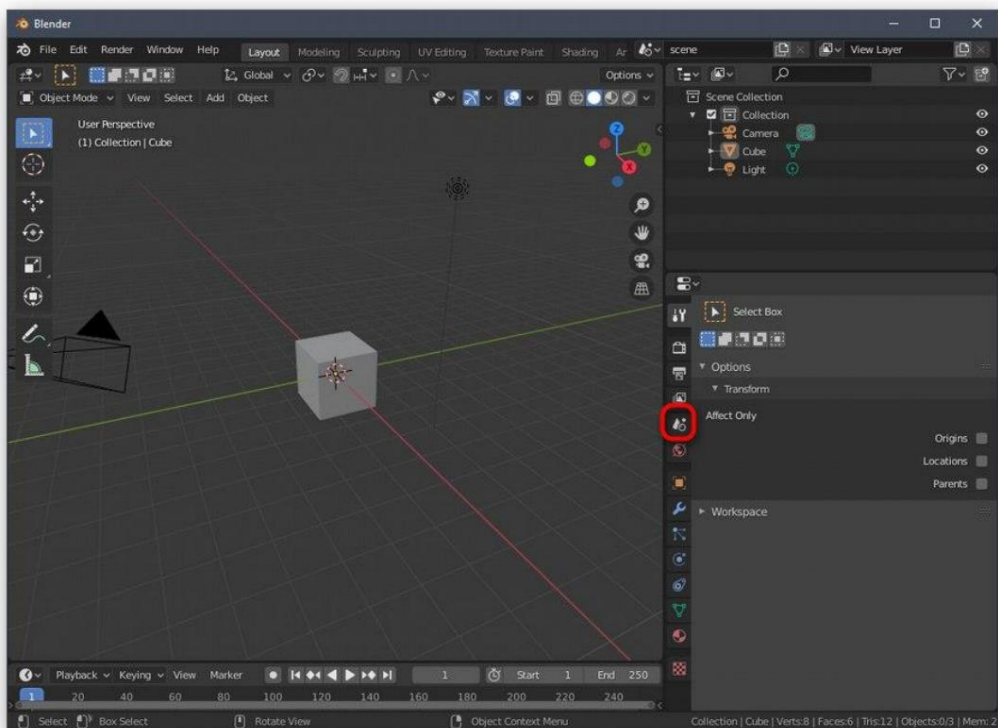 Blender
File Edit Render Window Help Layout Modeling Sculpting UV Editing Texture Paint Shading Ar scene View Layer
Global Options
Object Mode View Select Add Object
User Perspective
(1) Collection | Cube
Z
Y
X
Scene Collection
Collection
Camera
Cube
Light
Select Box
Options
Transform
Affect Only
Origins
Locations
Parents
Workspace
Playback Keying View Marker 1 Start 1 End 250
1 20 40 60 80 100 120 140 160 180 200 220 240
Select Box Select Rotate View Object Context Menu Collection | Cube | Verts:8 | Faces:6 | Tris:12 | Objects:0/3 | Mem: 2